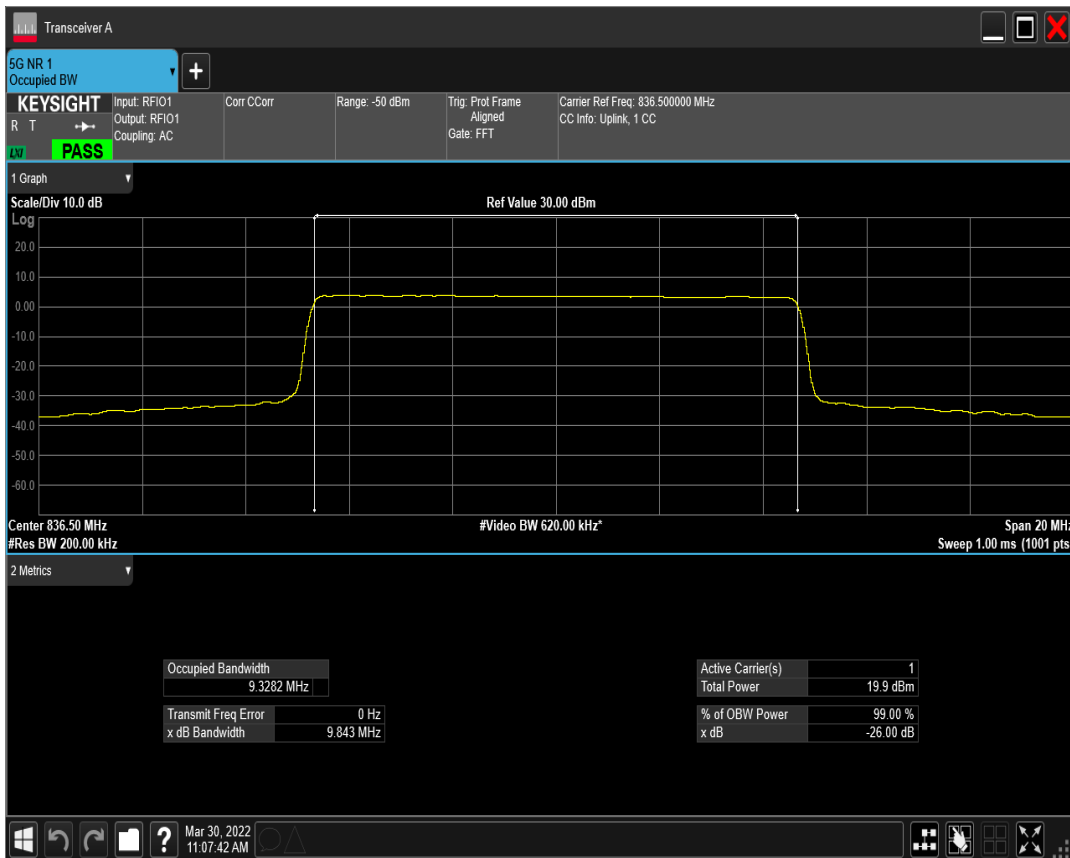 Transceiver A
5G NR 1
Occupied BW
KEYSIGHT
R T
LXI
PASS
Input: RFIO1
Output: RFIO1
Coupling: AC
Corr CCorr
Range: -50 dBm
Trig: Prot Frame
Aligned
Gate: FFT
Carrier Ref Freq: 836.500000 MHz
CC Info: Uplink, 1 CC
1 Graph
Scale/Div 10.0 dB
Ref Value 30.00 dBm
Log
20.0
10.0
0.00
-10.0
-20.0
-30.0
-40.0
-50.0
-60.0
Center 836.50 MHz
#Video BW 620.00 kHz*
Span 20 MHz
#Res BW 200.00 kHz
Sweep 1.00 ms (1001 pts
2 Metrics
Occupied Bandwidth
9.3282 MHz
Transmit Freq Error 0 Hz
x dB Bandwidth 9.843 MHz
Active Carrier(s) 1
Total Power 19.9 dBm
% of OBW Power 99.00 %
x dB -26.00 dB
?
Mar 30, 2022
11:07:42 AM